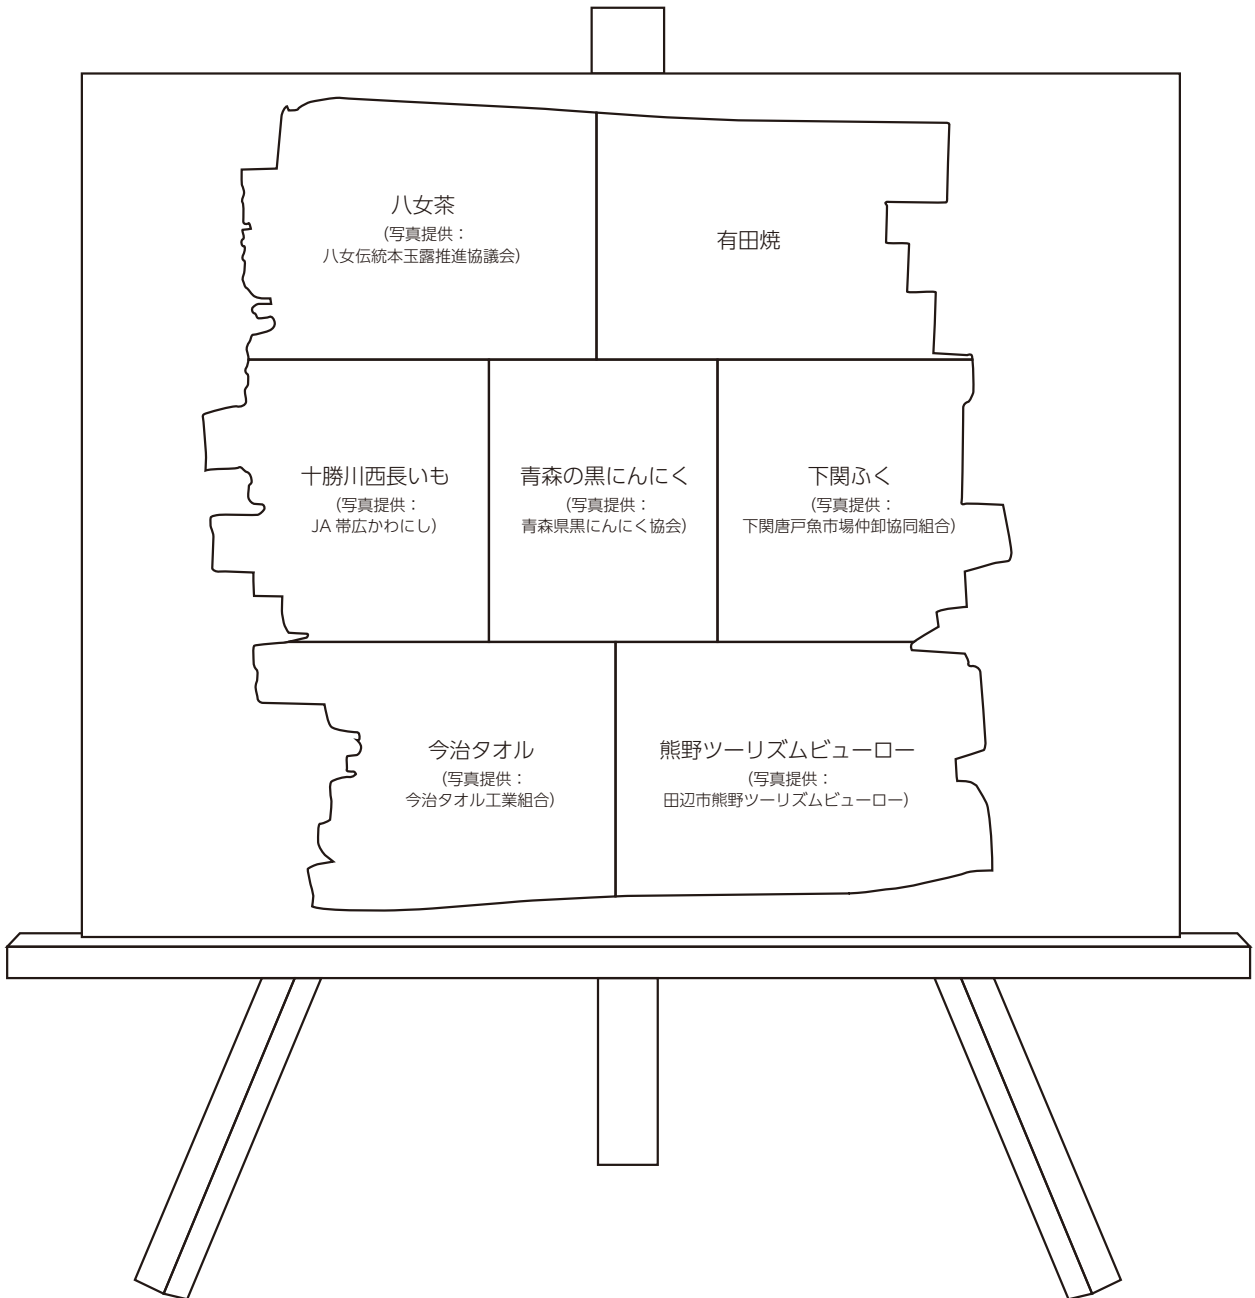 八女茶
（写真提供：
八女伝統本玉露推進協議会）
有田焼
十勝川西長いも
（写真提供：
JA 帯広かわにし）
青森の黒にんにく
（写真提供：
青森県黒にんにく協会）
下関ふく
（写真提供：
下関唐戸魚市場仲卸協同組合）
今治タオル
（写真提供：
今治タオル工業組合）
熊野ツーリズムビューロー
（写真提供：
田辺市熊野ツーリズムビューロー）